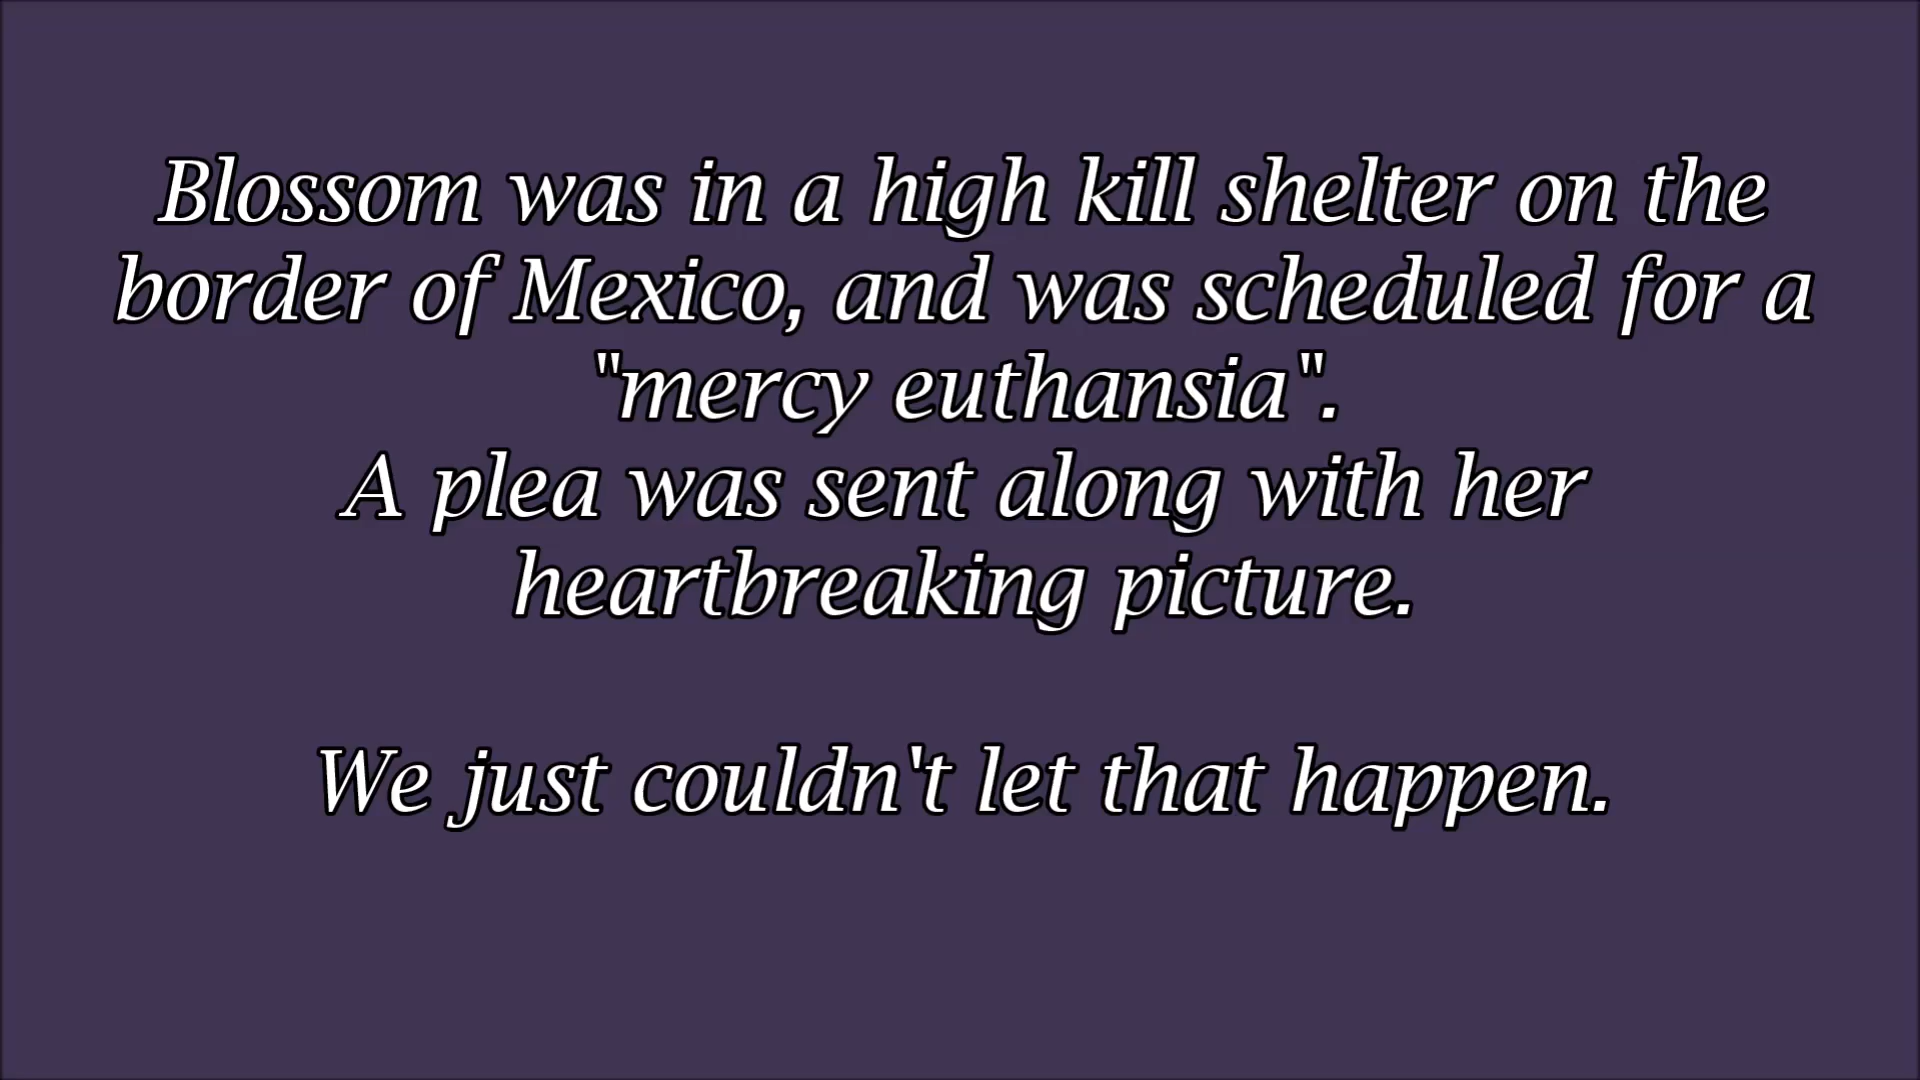 Blossom was in a high kill shelter on the
border of Mexico, and was scheduled for a
"mercy euthansia".
A plea was sent along with her
heartbreaking picture.
We just couldn't let that happen.